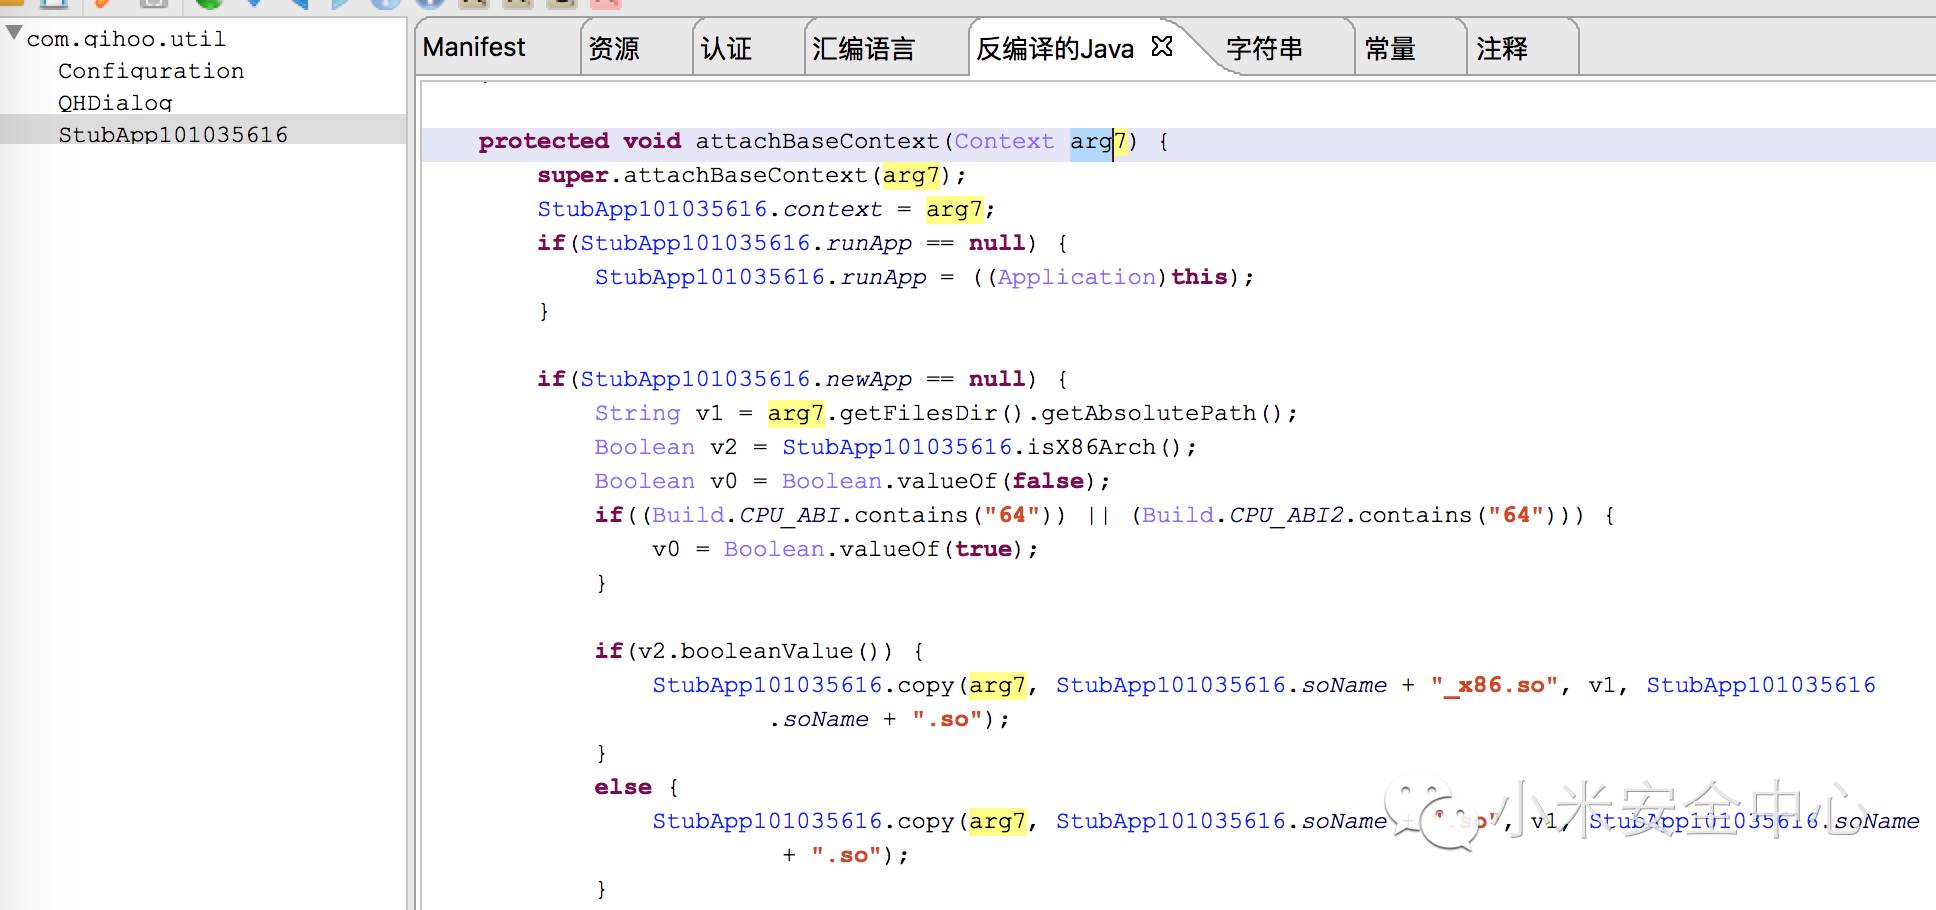 com.qihoo.util
Configuration
QHDialog
StubApp101035616
Manifest 资源 认证 汇编语言 反编译的Java 字符串 常量 注释
protected void attachBaseContext(Context arg7) {
super.attachBaseContext(arg7);
StubApp101035616.context = arg7;
if(StubApp101035616.runApp == null) {
StubApp101035616.runApp = ((Application)this);
}
if(StubApp101035616.newApp == null) {
String v1 = arg7.getFilesDir().getAbsolutePath();
Boolean v2 = StubApp101035616.isX86Arch();
Boolean v0 = Boolean.valueOf(false);
if((Build.CPU_ABI.contains("64")) || (Build.CPU_ABI2.contains("64"))) {
v0 = Boolean.valueOf(true);
}
if(v2.booleanValue()) {
StubApp101035616.copy(arg7, StubApp101035616.soName + "_x86.so", v1, StubApp101035616
.soName + ".so");
}
else {
StubApp101035616.copy(arg7, StubApp101035616.soName + ".so", v1, StubApp101035616.soName
+ ".so");
}
小米安全中心